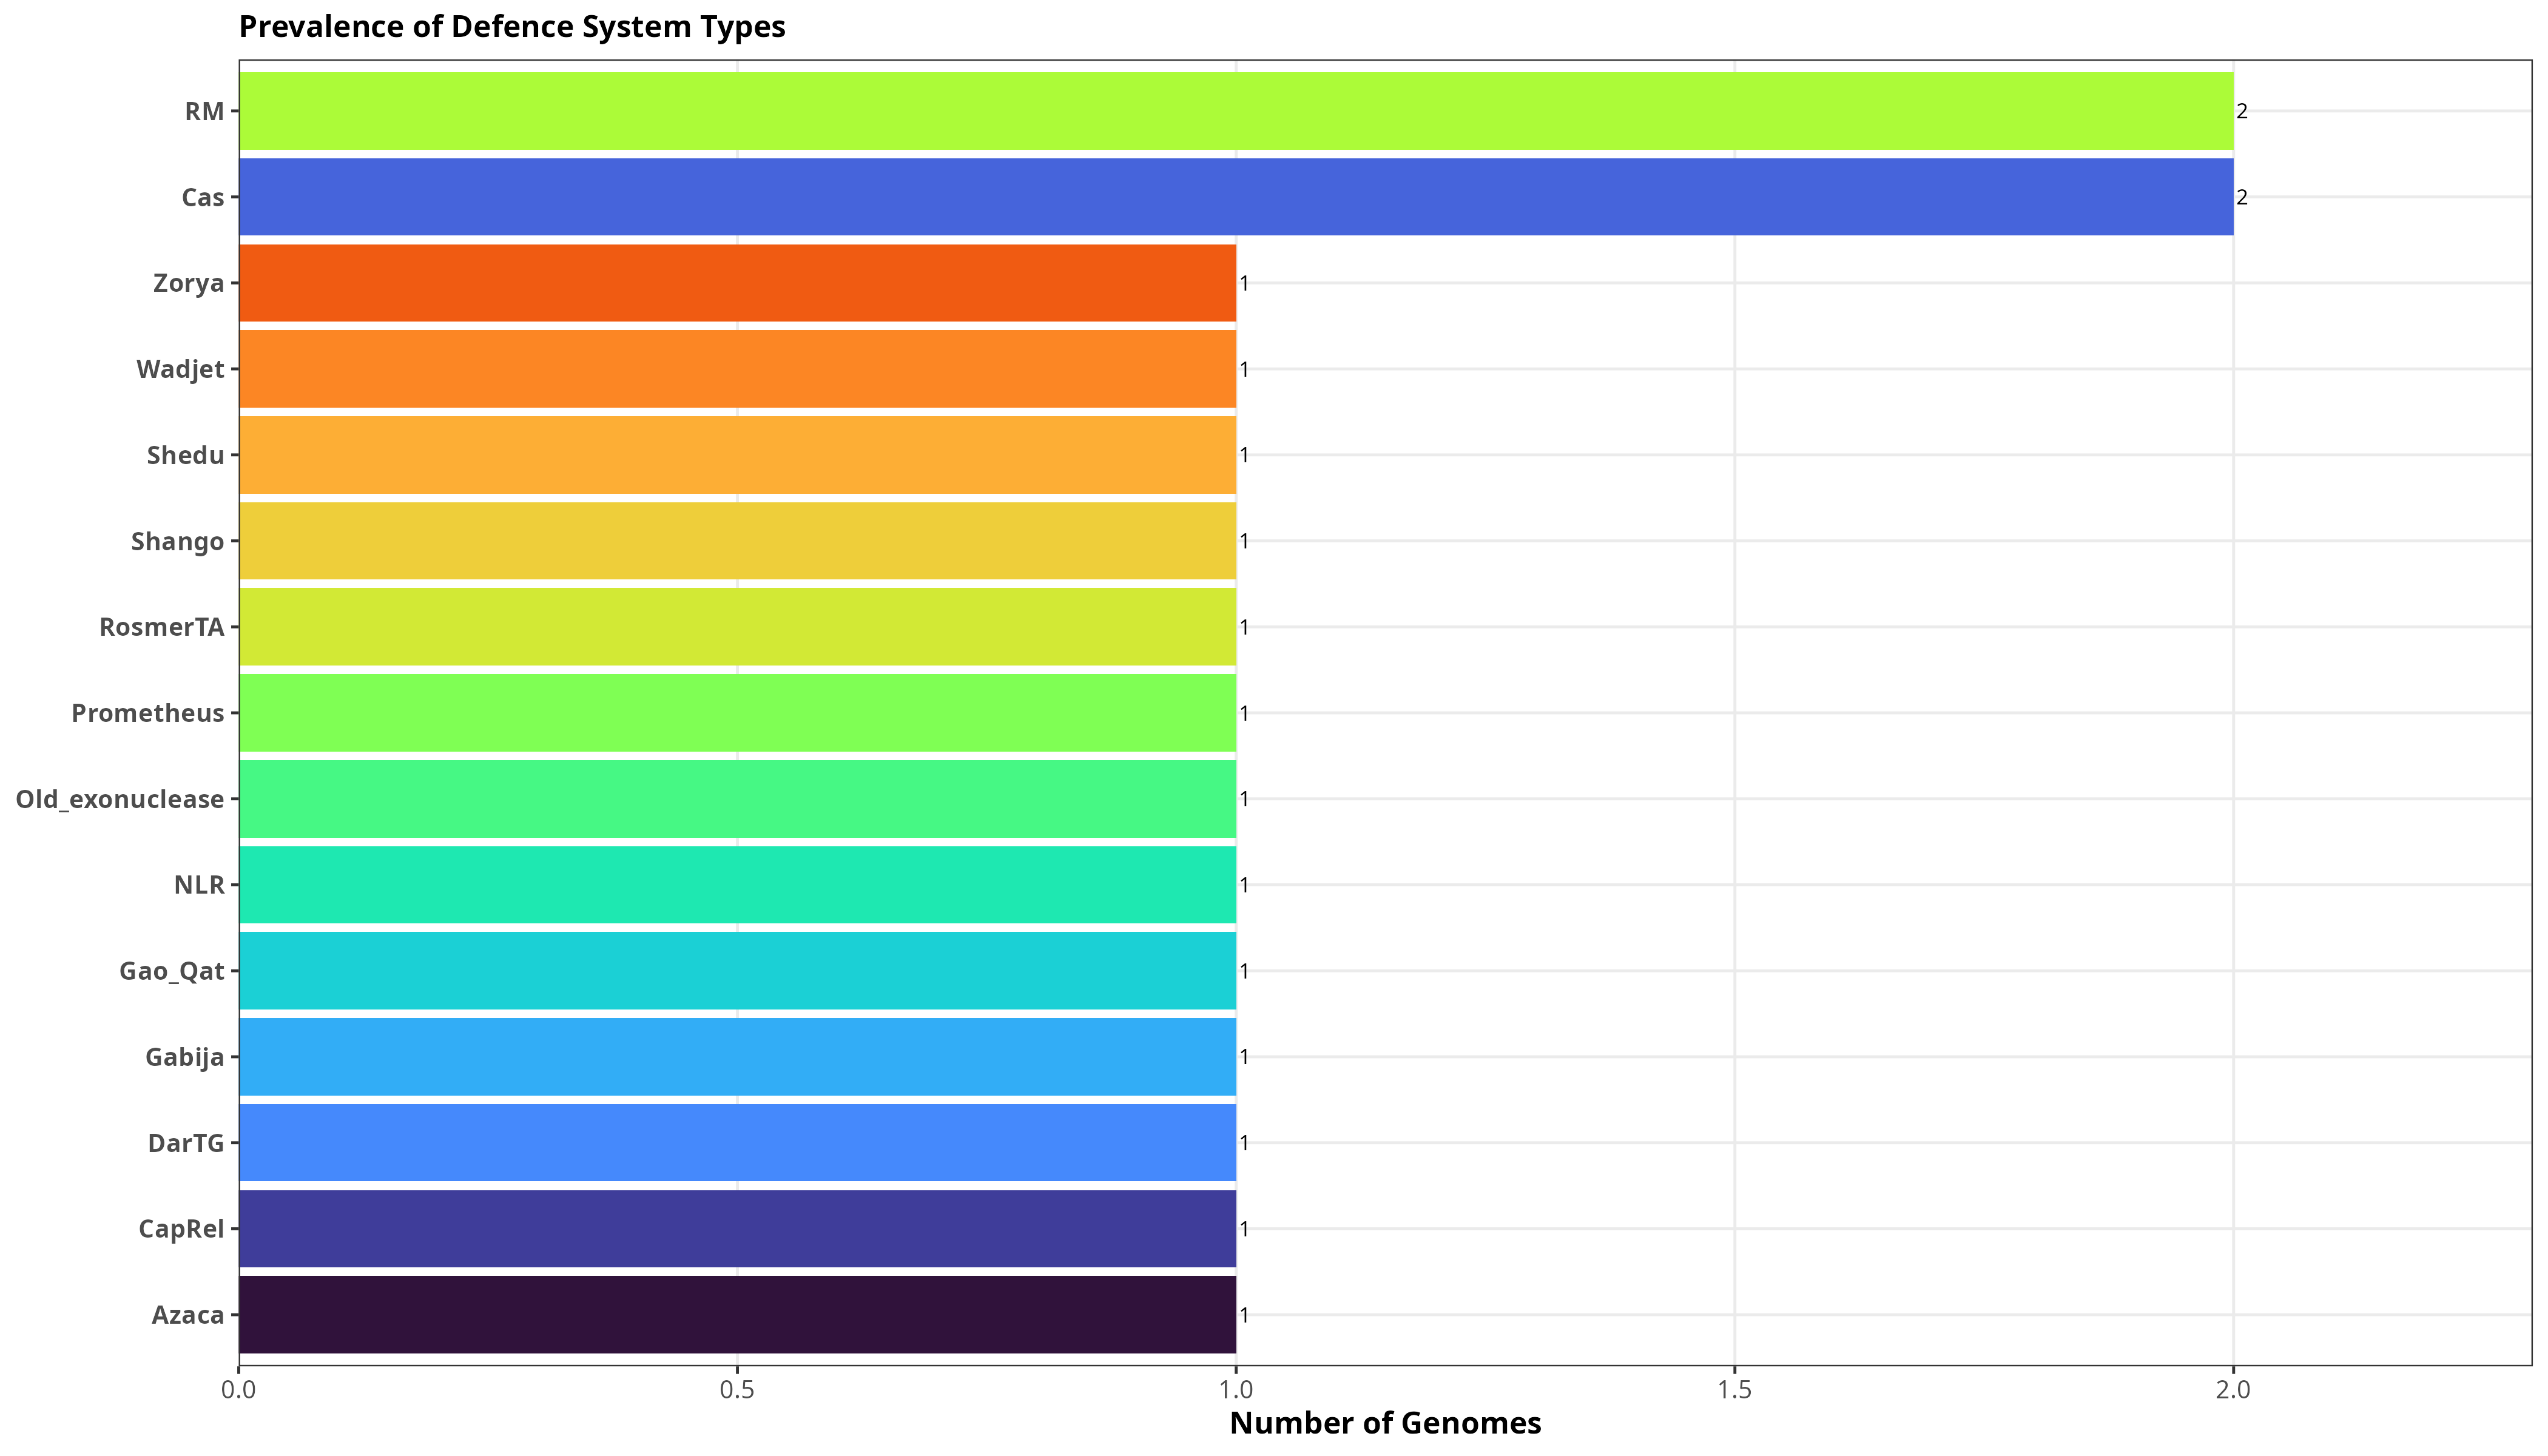 Prevalence of Defence System Types
RM 2
Cas 2
Zorya 1
Wadjet 1
Shedu 1
Shango 1
RosmerTA 1
Prometheus 1
Old_exonuclease 1
NLR 1
Gao_Qat 1
Gabija 1
DarTG 1
CapRel 1
Azaca 1
0.0 0.5 1.0 1.5 2.0
Number of Genomes